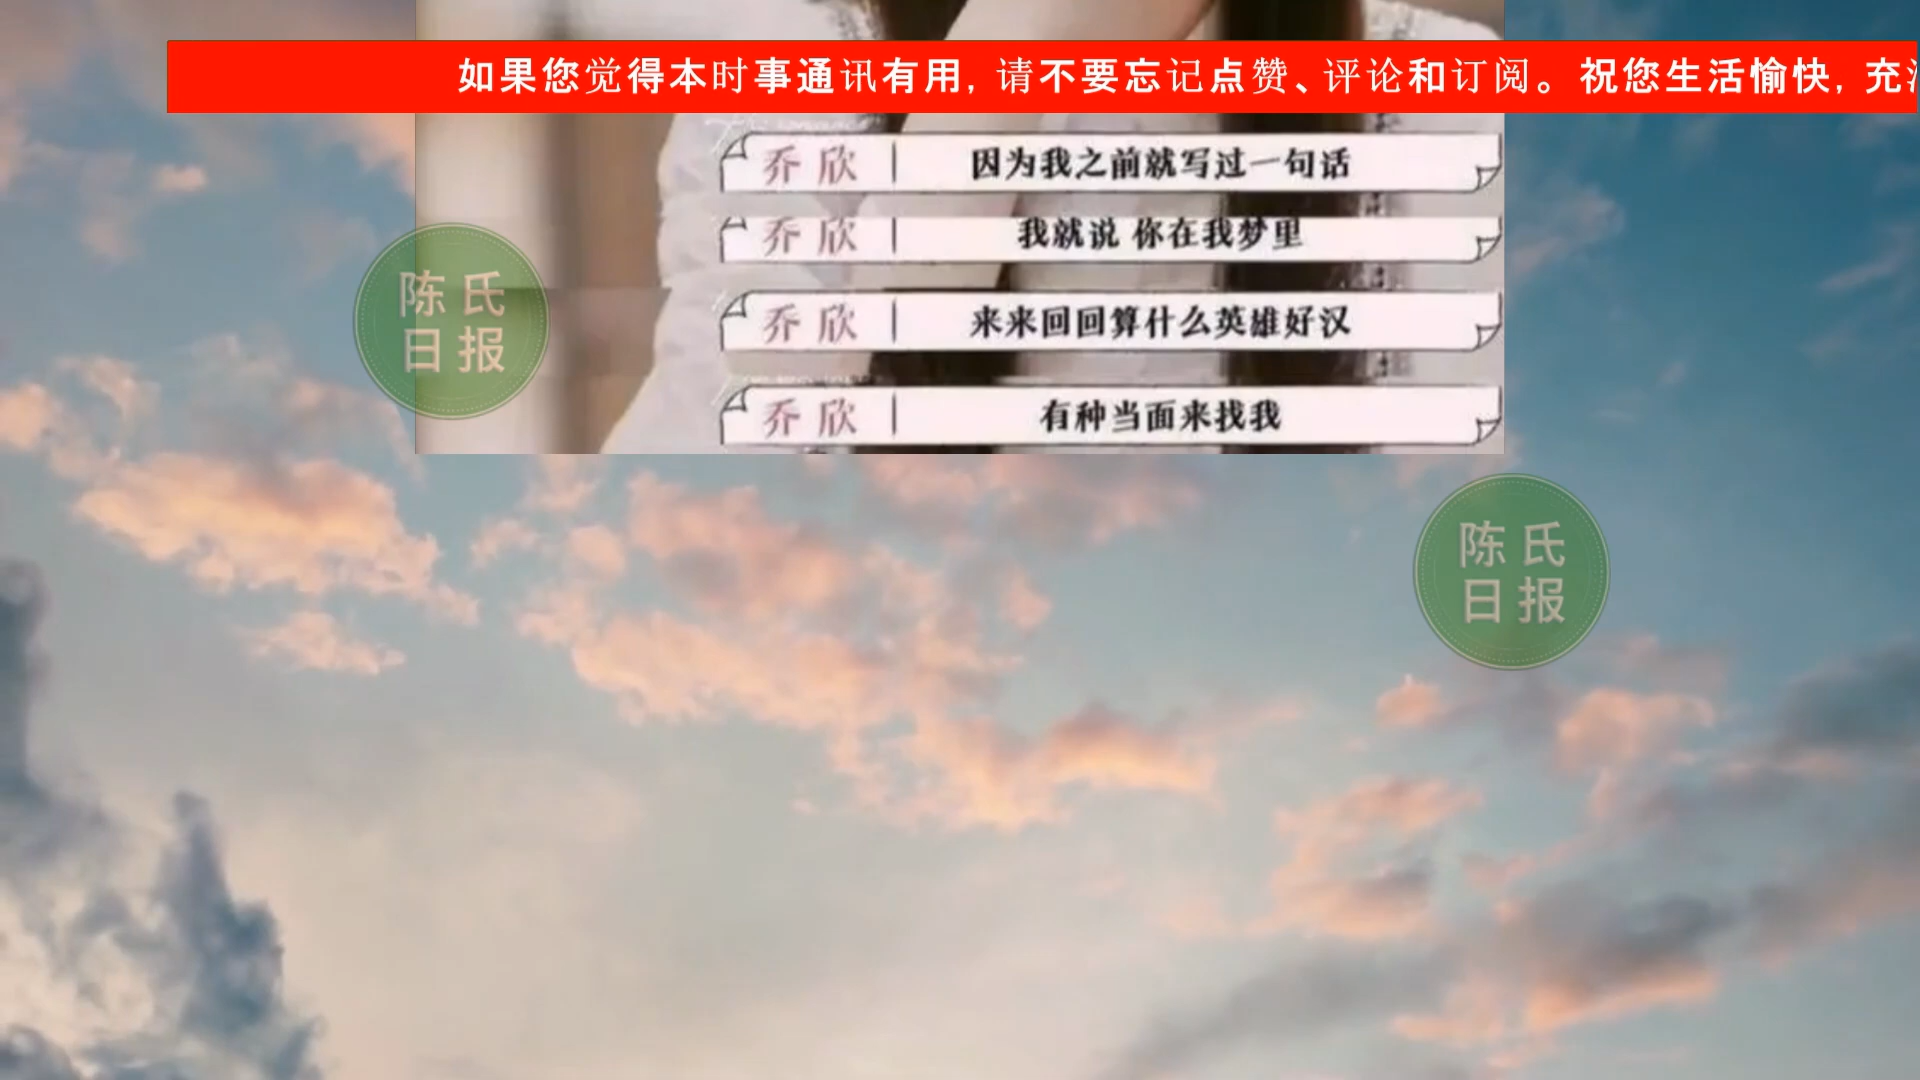 如果您觉得本时事通讯有用，请不要忘记点赞、评论和订阅。祝您生活愉快，充
乔欣 | 因为我之前就写过一句话
乔欣 | 我就说 你在我梦里
乔欣 | 来来回回算什么英雄好汉
乔欣 | 有种当面来找我
陈氏
日报
陈氏
日报